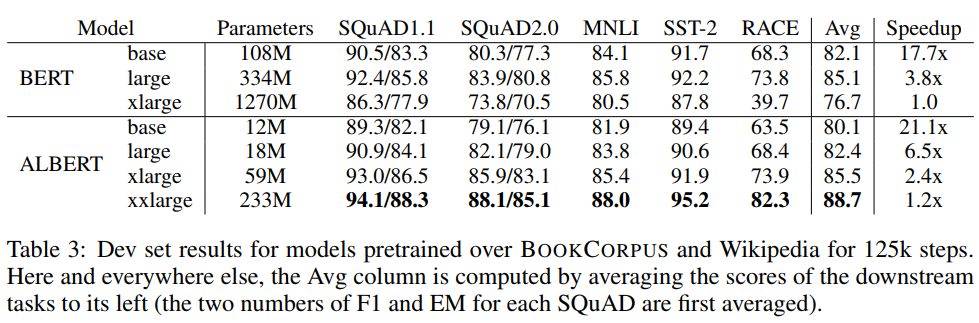 Model Parameters SQuAD1.1 SQuAD2.0 MNLI SST-2 RACE Avg Speedup
base 108M 90.5/83.3 80.3/77.3 84.1 91.7 68.3 82.1 17.7x
BERT large 334M 92.4/85.8 83.9/80.8 85.8 92.2 73.8 85.1 3.8x
xlarge 1270M 86.3/77.9 73.8/70.5 80.5 87.8 39.7 76.7 1.0
base 12M 89.3/82.1 79.1/76.1 81.9 89.4 63.5 80.1 21.1x
ALBERT large 18M 90.9/84.1 82.1/79.0 83.8 90.6 68.4 82.4 6.5x
xlarge 59M 93.0/86.5 85.9/83.1 85.4 91.9 73.9 85.5 2.4x
xxlarge 233M 94.1/88.3 88.1/85.1 88.0 95.2 82.3 88.7 1.2x
Table 3: Dev set results for models pretrained over BOOKCORPUS and Wikipedia for 125k steps.
Here and everywhere else, the Avg column is computed by averaging the scores of the downstream
tasks to its left (the two numbers of F1 and EM for each SQuAD are first averaged).